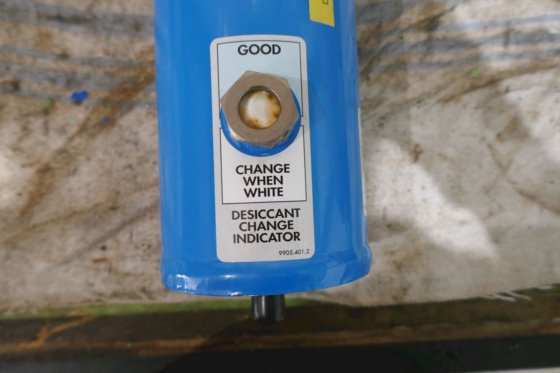 GOOD
CHANGE
WHEN
WHITE
DESICCANT
CHANGE
INDICATOR
9905.401.2